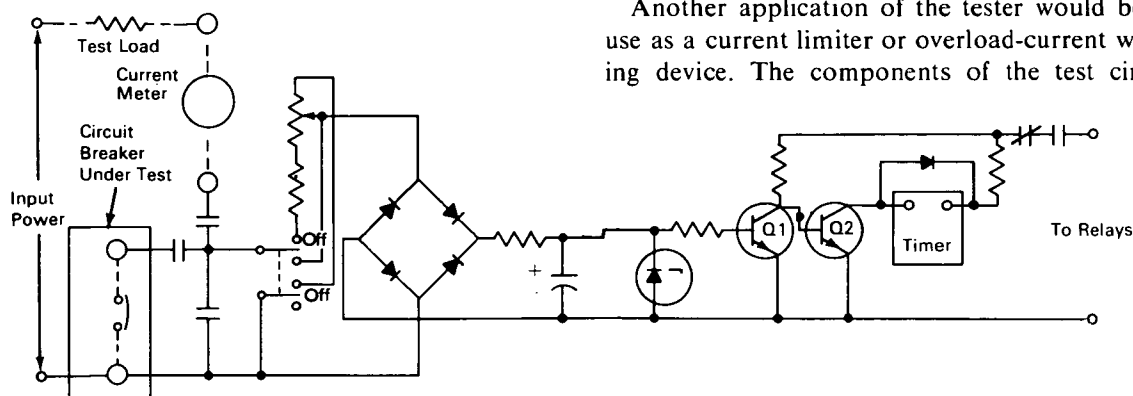 Another application of the tester would b
use as a current limiter or overload-current w
ing device. The components of the test cir
Test Load
Current
Meter
Circuit
Breaker
Under Test
Input
Power
Off
Off
+
Q1
Q2
Timer
To Relays